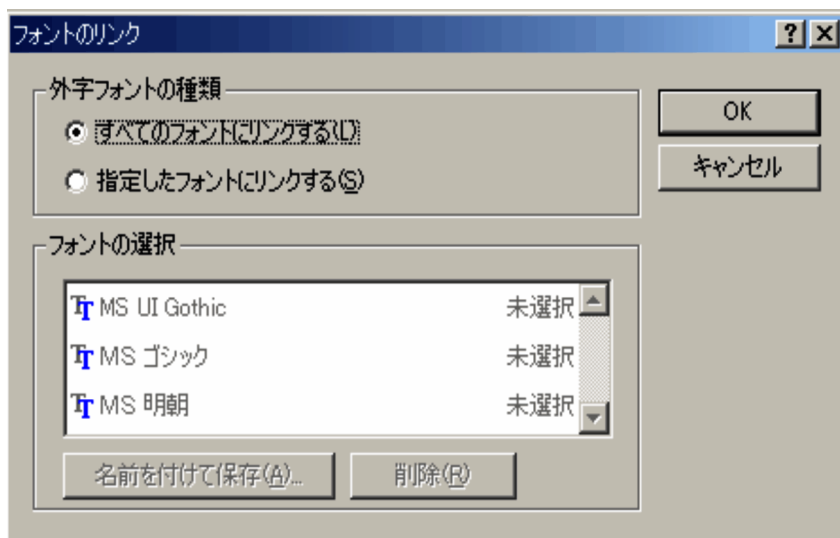 フォントのリンク
外字フォントの種類
すべてのフォントにリンクする(L)
指定したフォントにリンクする(S)
OK
キャンセル
フォントの選択
MS UI Gothic 未選択
MS ゴシック 未選択
MS 明朝 未選択
名前を付けて保存(A)... 削除(R)